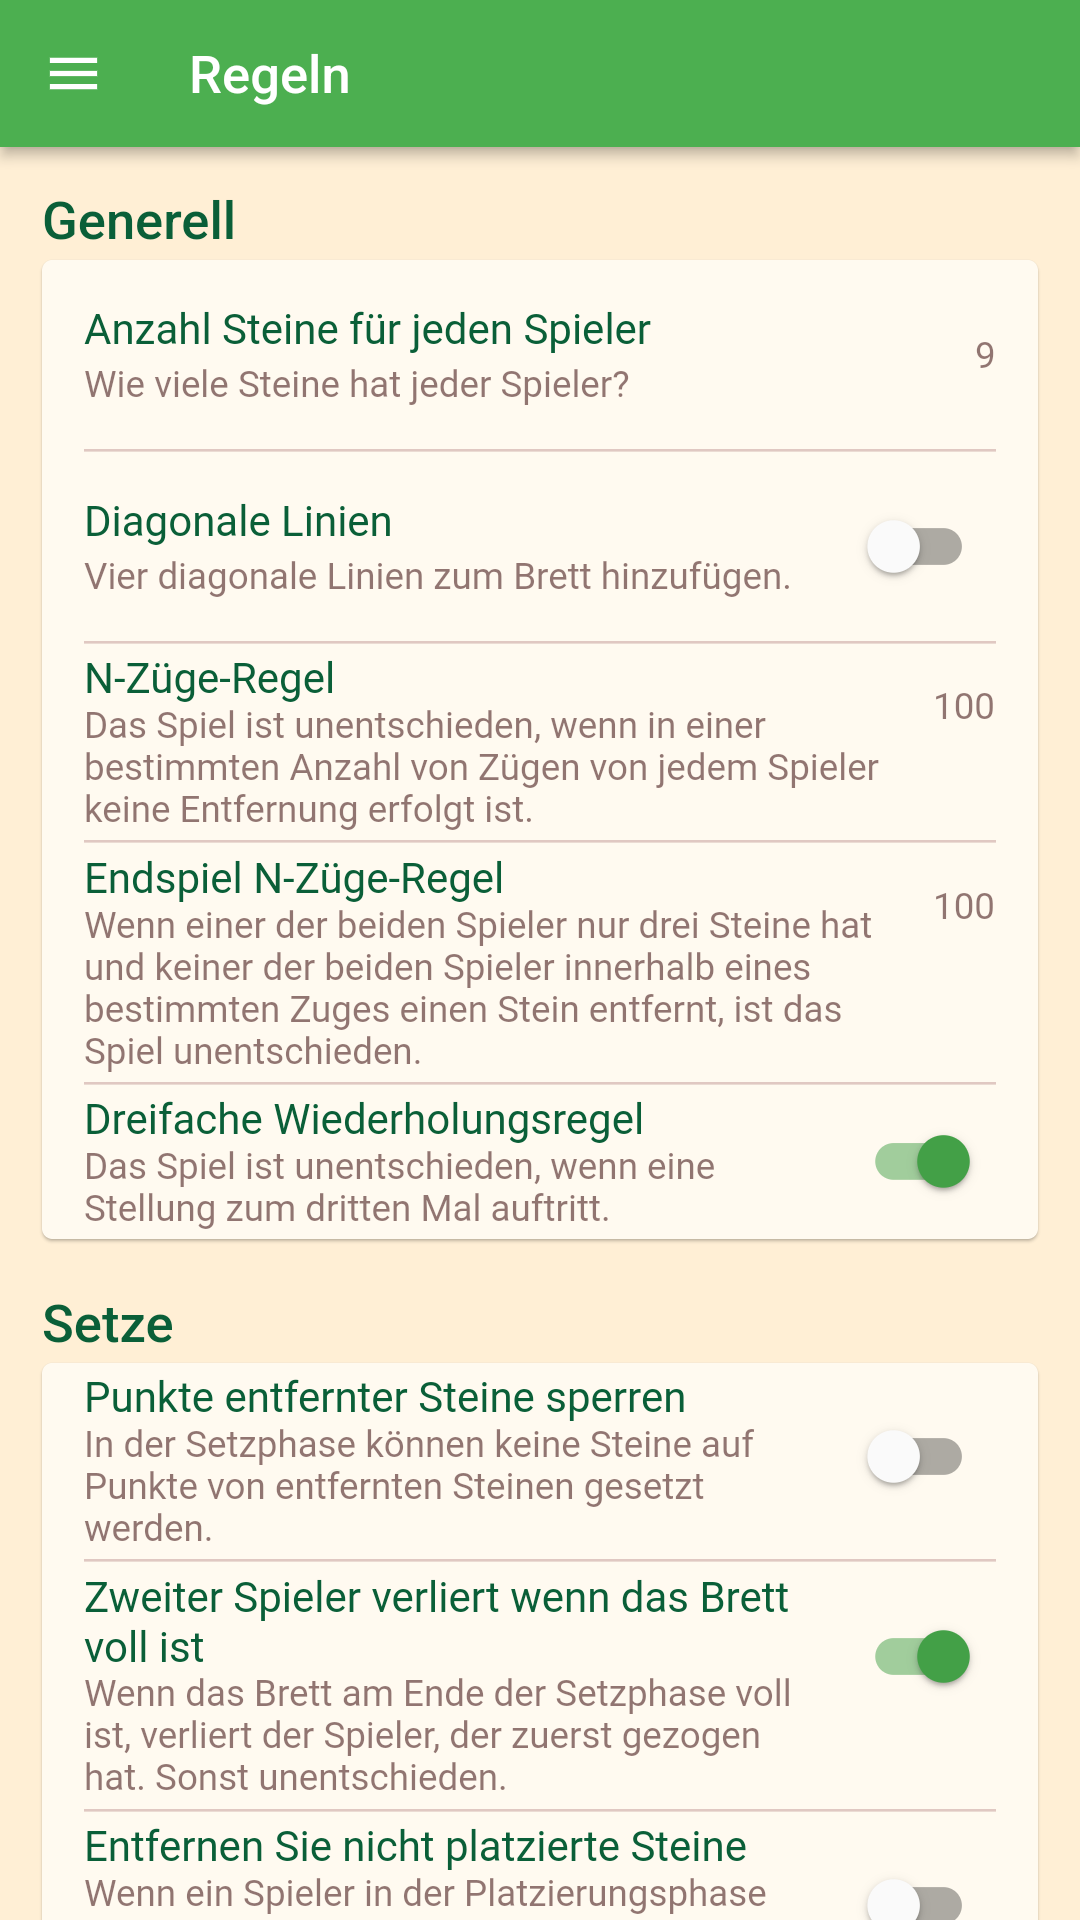 Regeln
Generell
Anzahl Steine für jeden Spieler
Wie viele Steine hat jeder Spieler?
9
Diagonale Linien
Vier diagonale Linien zum Brett hinzufügen.
N-Züge-Regel
Das Spiel ist unentschieden, wenn in einer
bestimmten Anzahl von Zügen von jedem Spieler
keine Entfernung erfolgt ist.
100
Endspiel N-Züge-Regel
Wenn einer der beiden Spieler nur drei Steine hat
und keiner der beiden Spieler innerhalb eines
bestimmten Zuges einen Stein entfernt, ist das
Spiel unentschieden.
100
Dreifache Wiederholungsregel
Das Spiel ist unentschieden, wenn eine
Stellung zum dritten Mal auftritt.
Setze
Punkte entfernter Steine sperren
In der Setzphase können keine Steine auf
Punkte von entfernten Steinen gesetzt
werden.
Zweiter Spieler verliert wenn das Brett
voll ist
Wenn das Brett am Ende der Setzphase voll
ist, verliert der Spieler, der zuerst gezogen
hat. Sonst unentschieden.
Entfernen Sie nicht platzierte Steine
Wenn ein Spieler in der Platzierungsphase